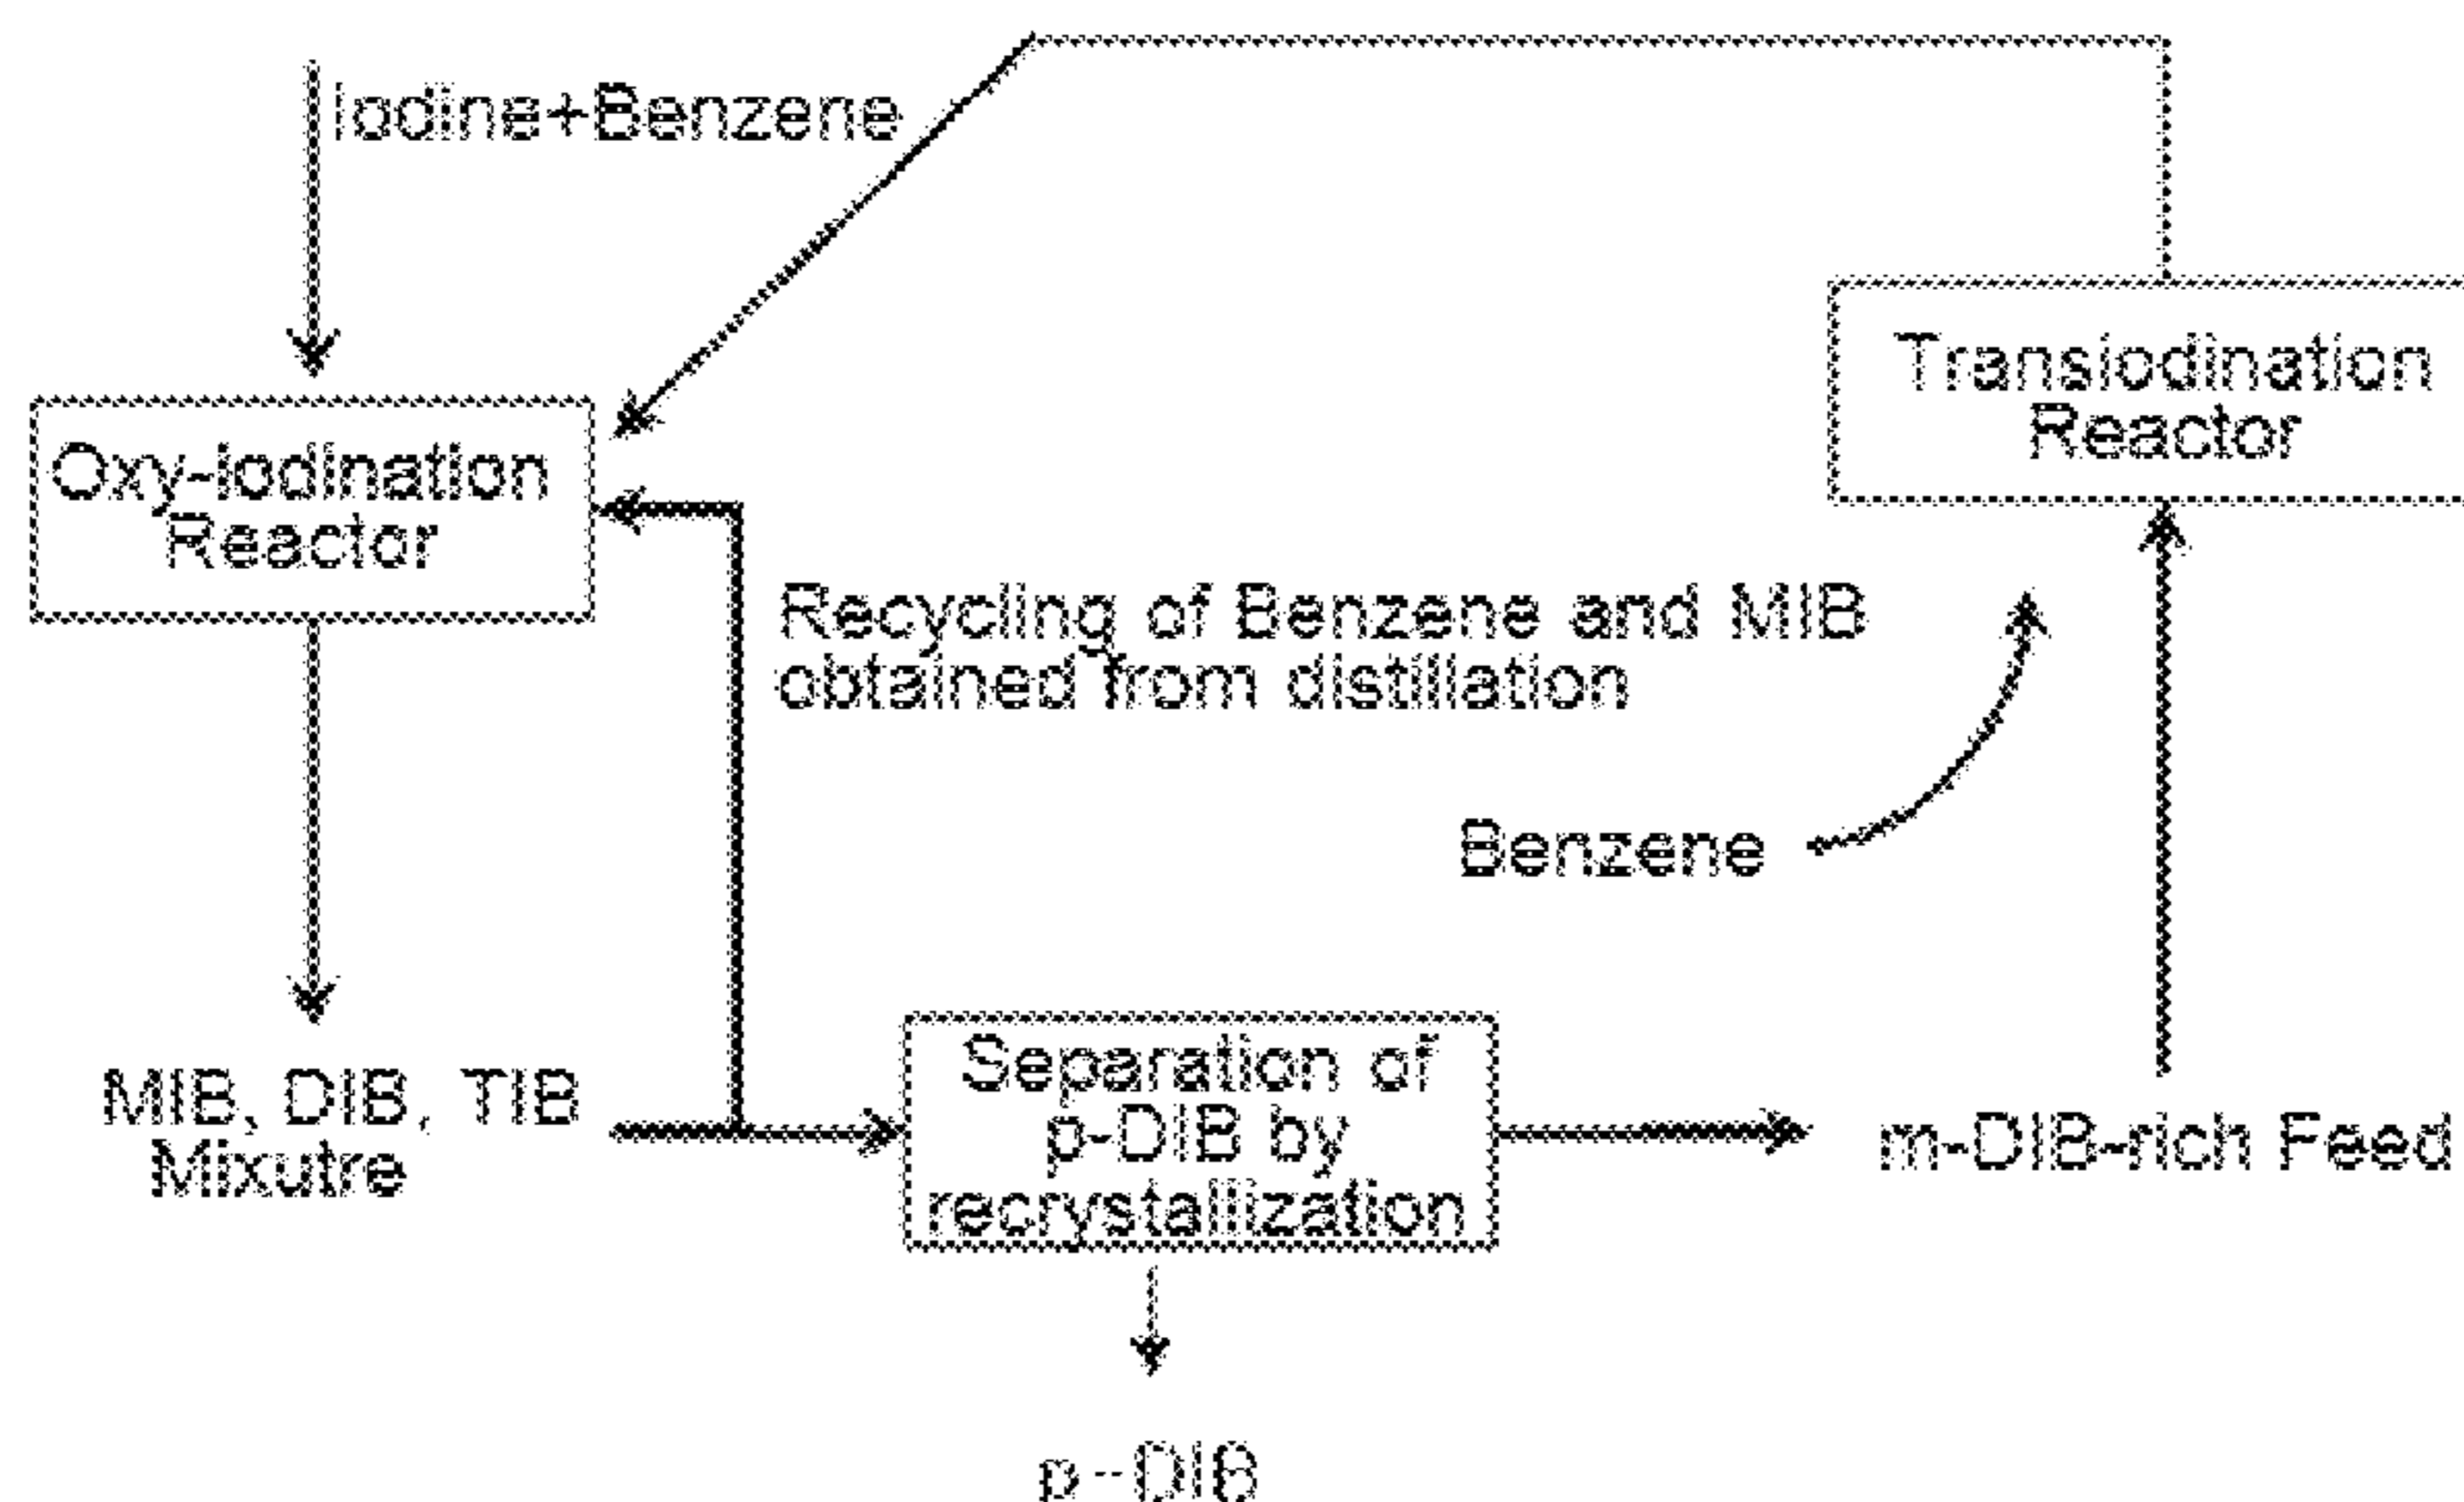 Iodine+Benzene
Transiodination
Reactor
Oxy-iodination
Reactor
Recycling of Benzene and MIB
obtained from distillation
Benzene
MIB, DIB, TIB
Mixutre
Separation of
p-DIB by
recrystallization
m-DIB-rich Feed
p-DIB